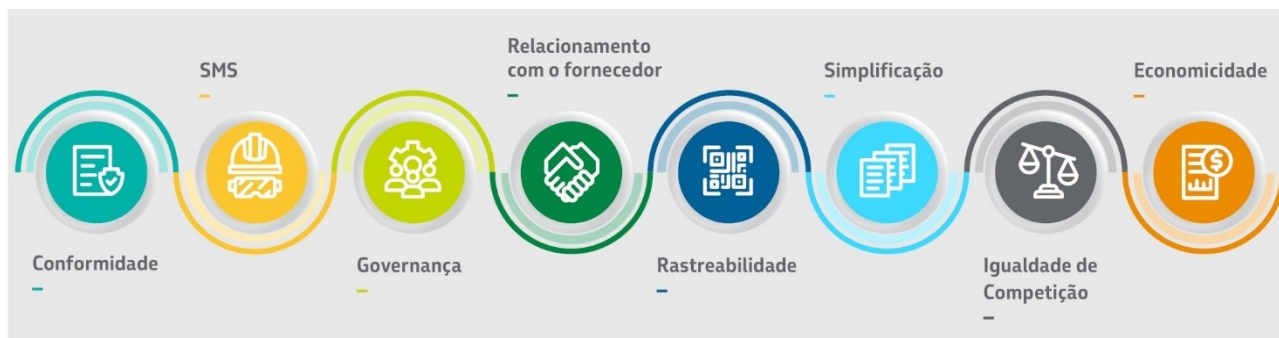 Conformidade
SMS
Governança
Relacionamento
com o fornecedor
Rastreabilidade
Simplificação
Igualdade de
Competição
Economicidade